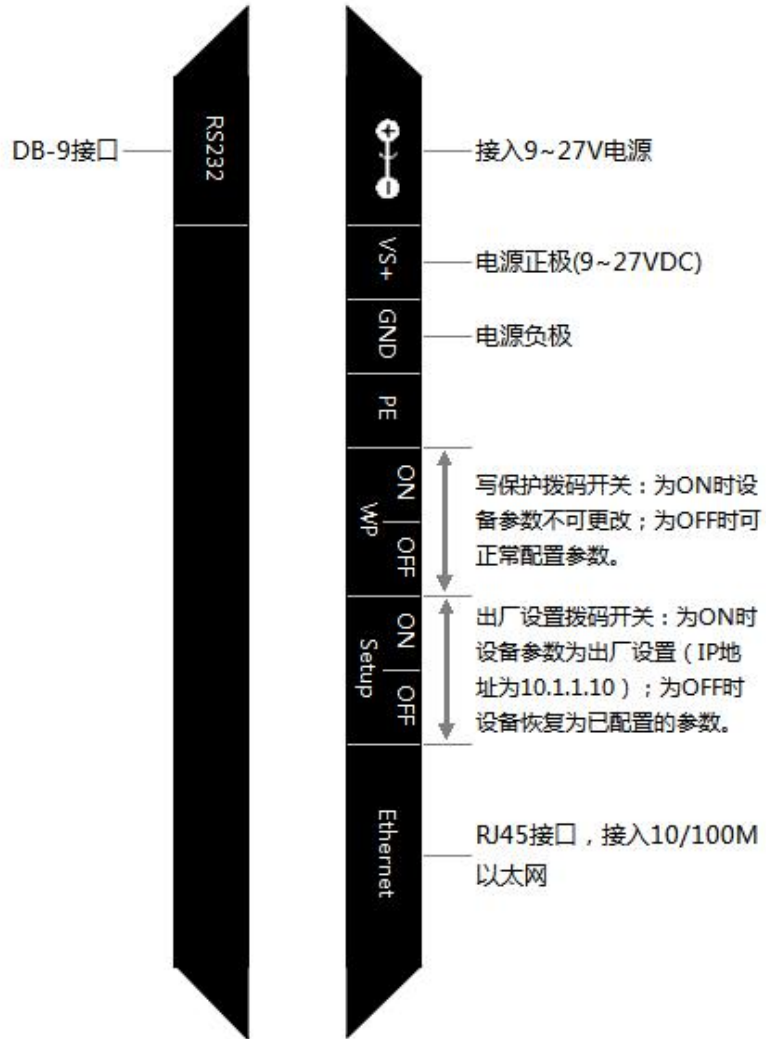 DB-9接口
RS232
接入9~27V电源
VS+
电源正极(9~27VDC)
GND
电源负极
PE
ON
WP
OFF
写保护拨码开关：为ON时设
备参数不可更改；为OFF时可
正常配置参数。
ON
Setup
OFF
出厂设置拨码开关：为ON时
设备参数为出厂设置（IP地
址为10.1.1.10）；为OFF时
设备恢复为已配置的参数。
Ethernet
RJ45接口，接入10/100M
以太网